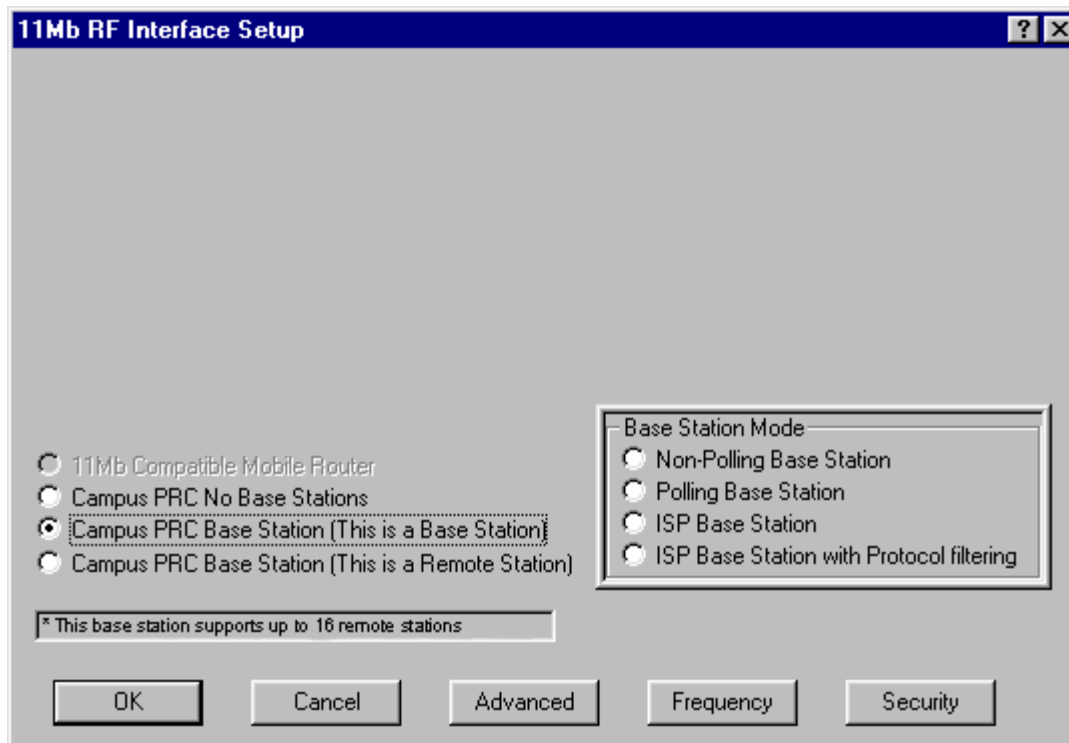 11Mb RF Interface Setup
11Mb Compatible Mobile Router
Campus PRC No Base Stations
Campus PRC Base Station (This is a Base Station)
Campus PRC Base Station (This is a Remote Station)
Base Station Mode
Non-Polling Base Station
Polling Base Station
ISP Base Station
ISP Base Station with Protocol filtering
* This base station supports up to 16 remote stations
OK
Cancel
Advanced
Frequency
Security